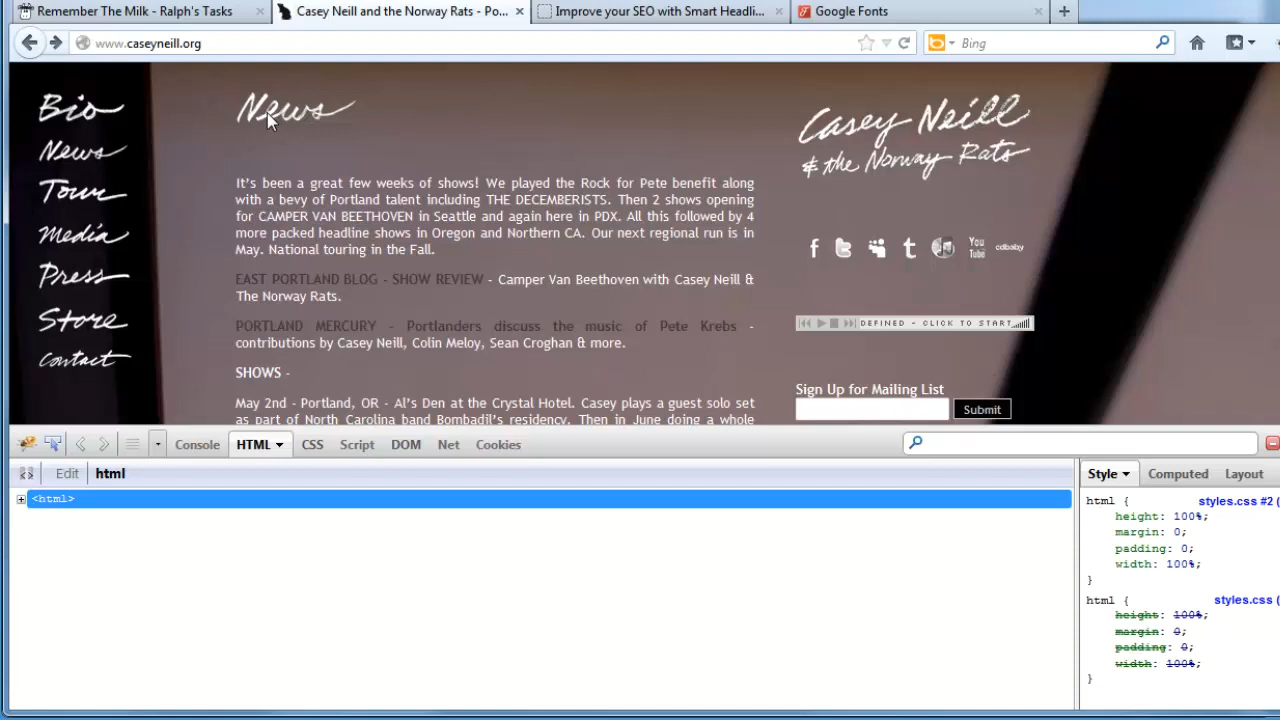 Remember The Milk - Ralph's Tasks
Casey Neill and the Norway Rats - Po...
Improve your SEO with Smart Headli...
Google Fonts
www.caseyneill.org
Bing
Bio
News
Tour
Media
Press
Store
Contact
News
It's been a great few weeks of shows! We played the Rock for Pete benefit along
with a bevy of Portland talent including THE DECEMBERISTS. Then 2 shows opening
for CAMPER VAN BEETHOVEN in Seattle and again here in PDX. All this followed by 4
more packed headline shows in Oregon and Northern CA. Our next regional run is in
May. National touring in the Fall.
EAST PORTLAND BLOG - SHOW REVIEW - Camper Van Beethoven with Casey Neill &
The Norway Rats.
PORTLAND MERCURY - Portlanders discuss the music of Pete Krebs -
contributions by Casey Neill, Colin Meloy, Sean Croghan & more.
SHOWS -
May 2nd - Portland, OR - Al's Den at the Crystal Hotel. Casey plays a guest solo set
as part of North Carolina band Bombadil's residency. Then in June doing a whole
Casey Neill
& the Norway Rats
You
Tube
cdbaby
DEFINED - CLICK TO START
Sign Up for Mailing List
Submit
Console
HTML
CSS
Script
DOM
Net
Cookies
Edit
html
<html>
Style
Computed
Layout
html {
styles.css #2 (
height: 100%;
margin: 0;
padding: 0;
width: 100%;
}
html {
styles.css (
height: 100%;
margin: 0;
padding: 0;
width: 100%;
}